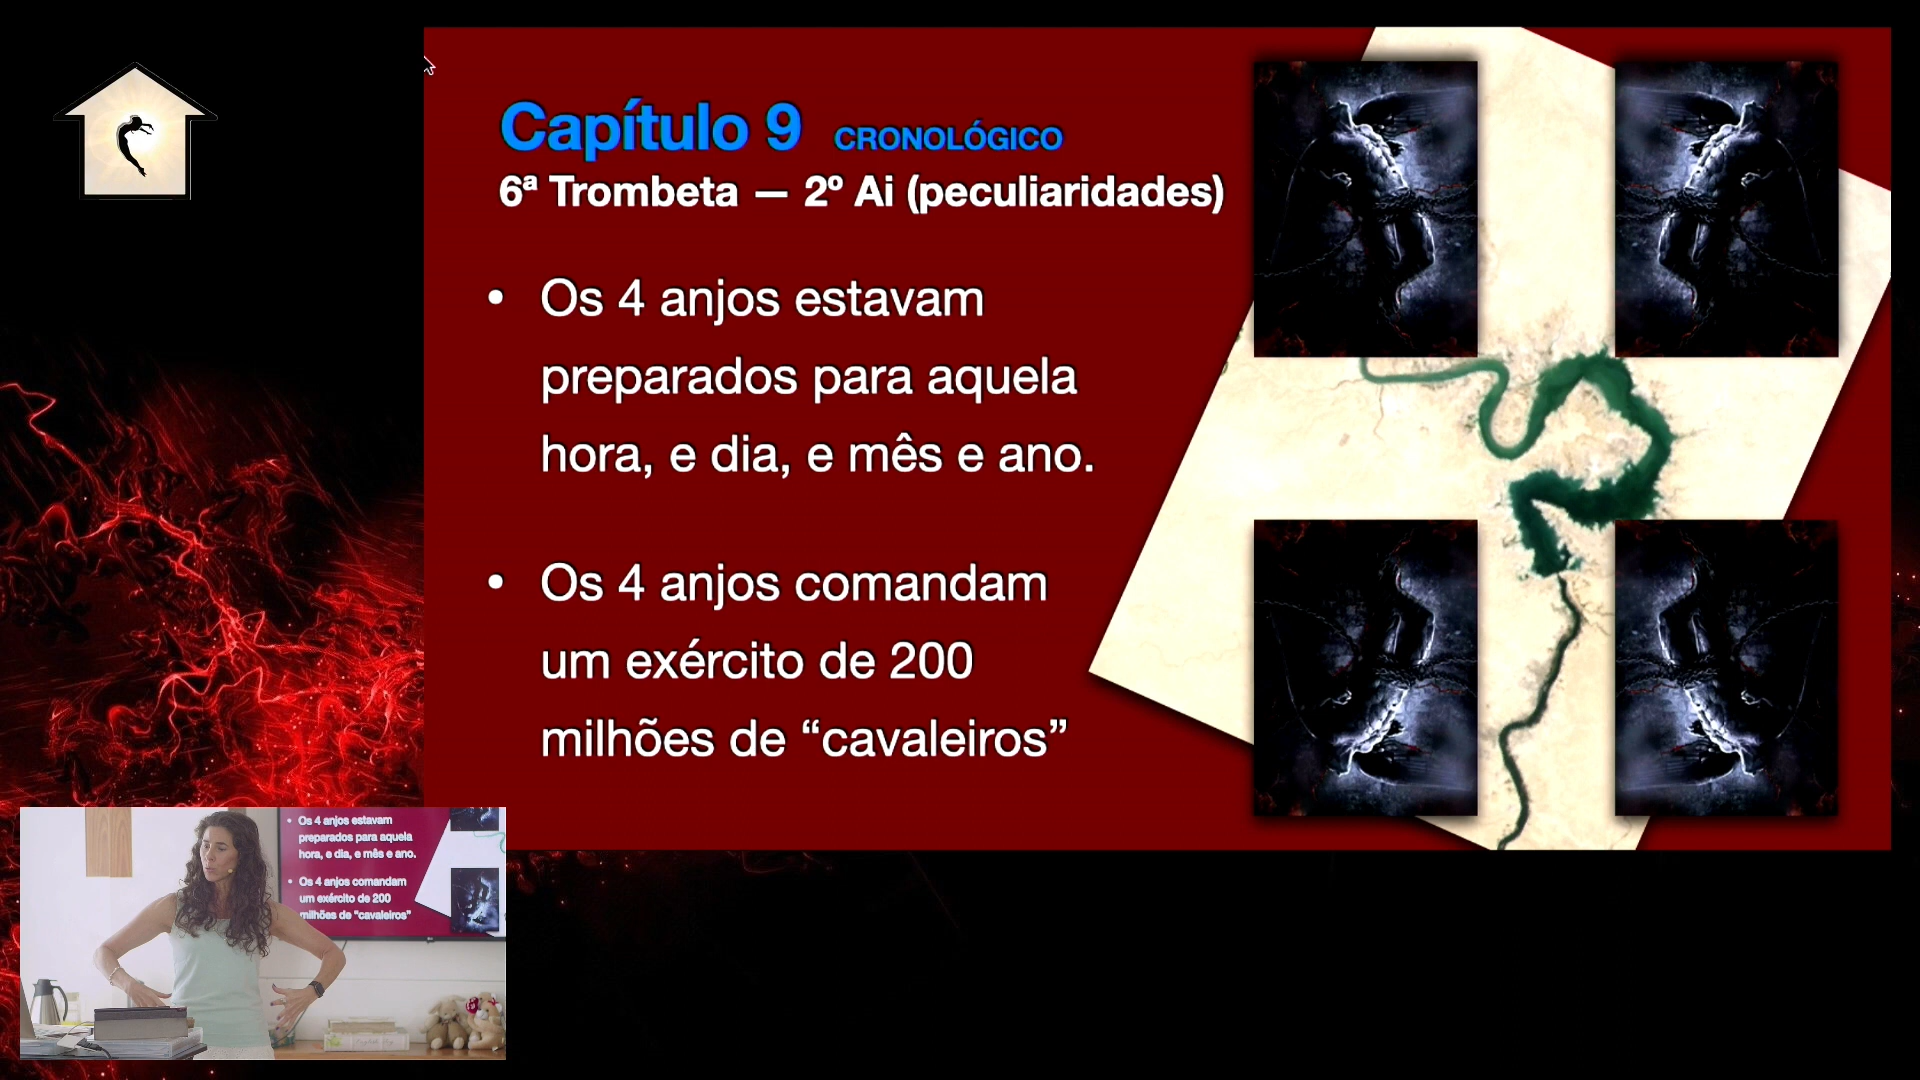 Capítulo 9 CRONOLÓGICO
6ª Trombeta — 2º Ai (peculiaridades)
• Os 4 anjos estavam
preparados para aquela
hora, e dia, e mês e ano.
• Os 4 anjos comandam
um exército de 200
milhões de “cavaleiros”
• Os 4 anjos estavam
preparados para aquela
hora, e dia, e mês e ano.
• Os 4 anjos comandam
um exército de 200
milhões de “cavaleiros”